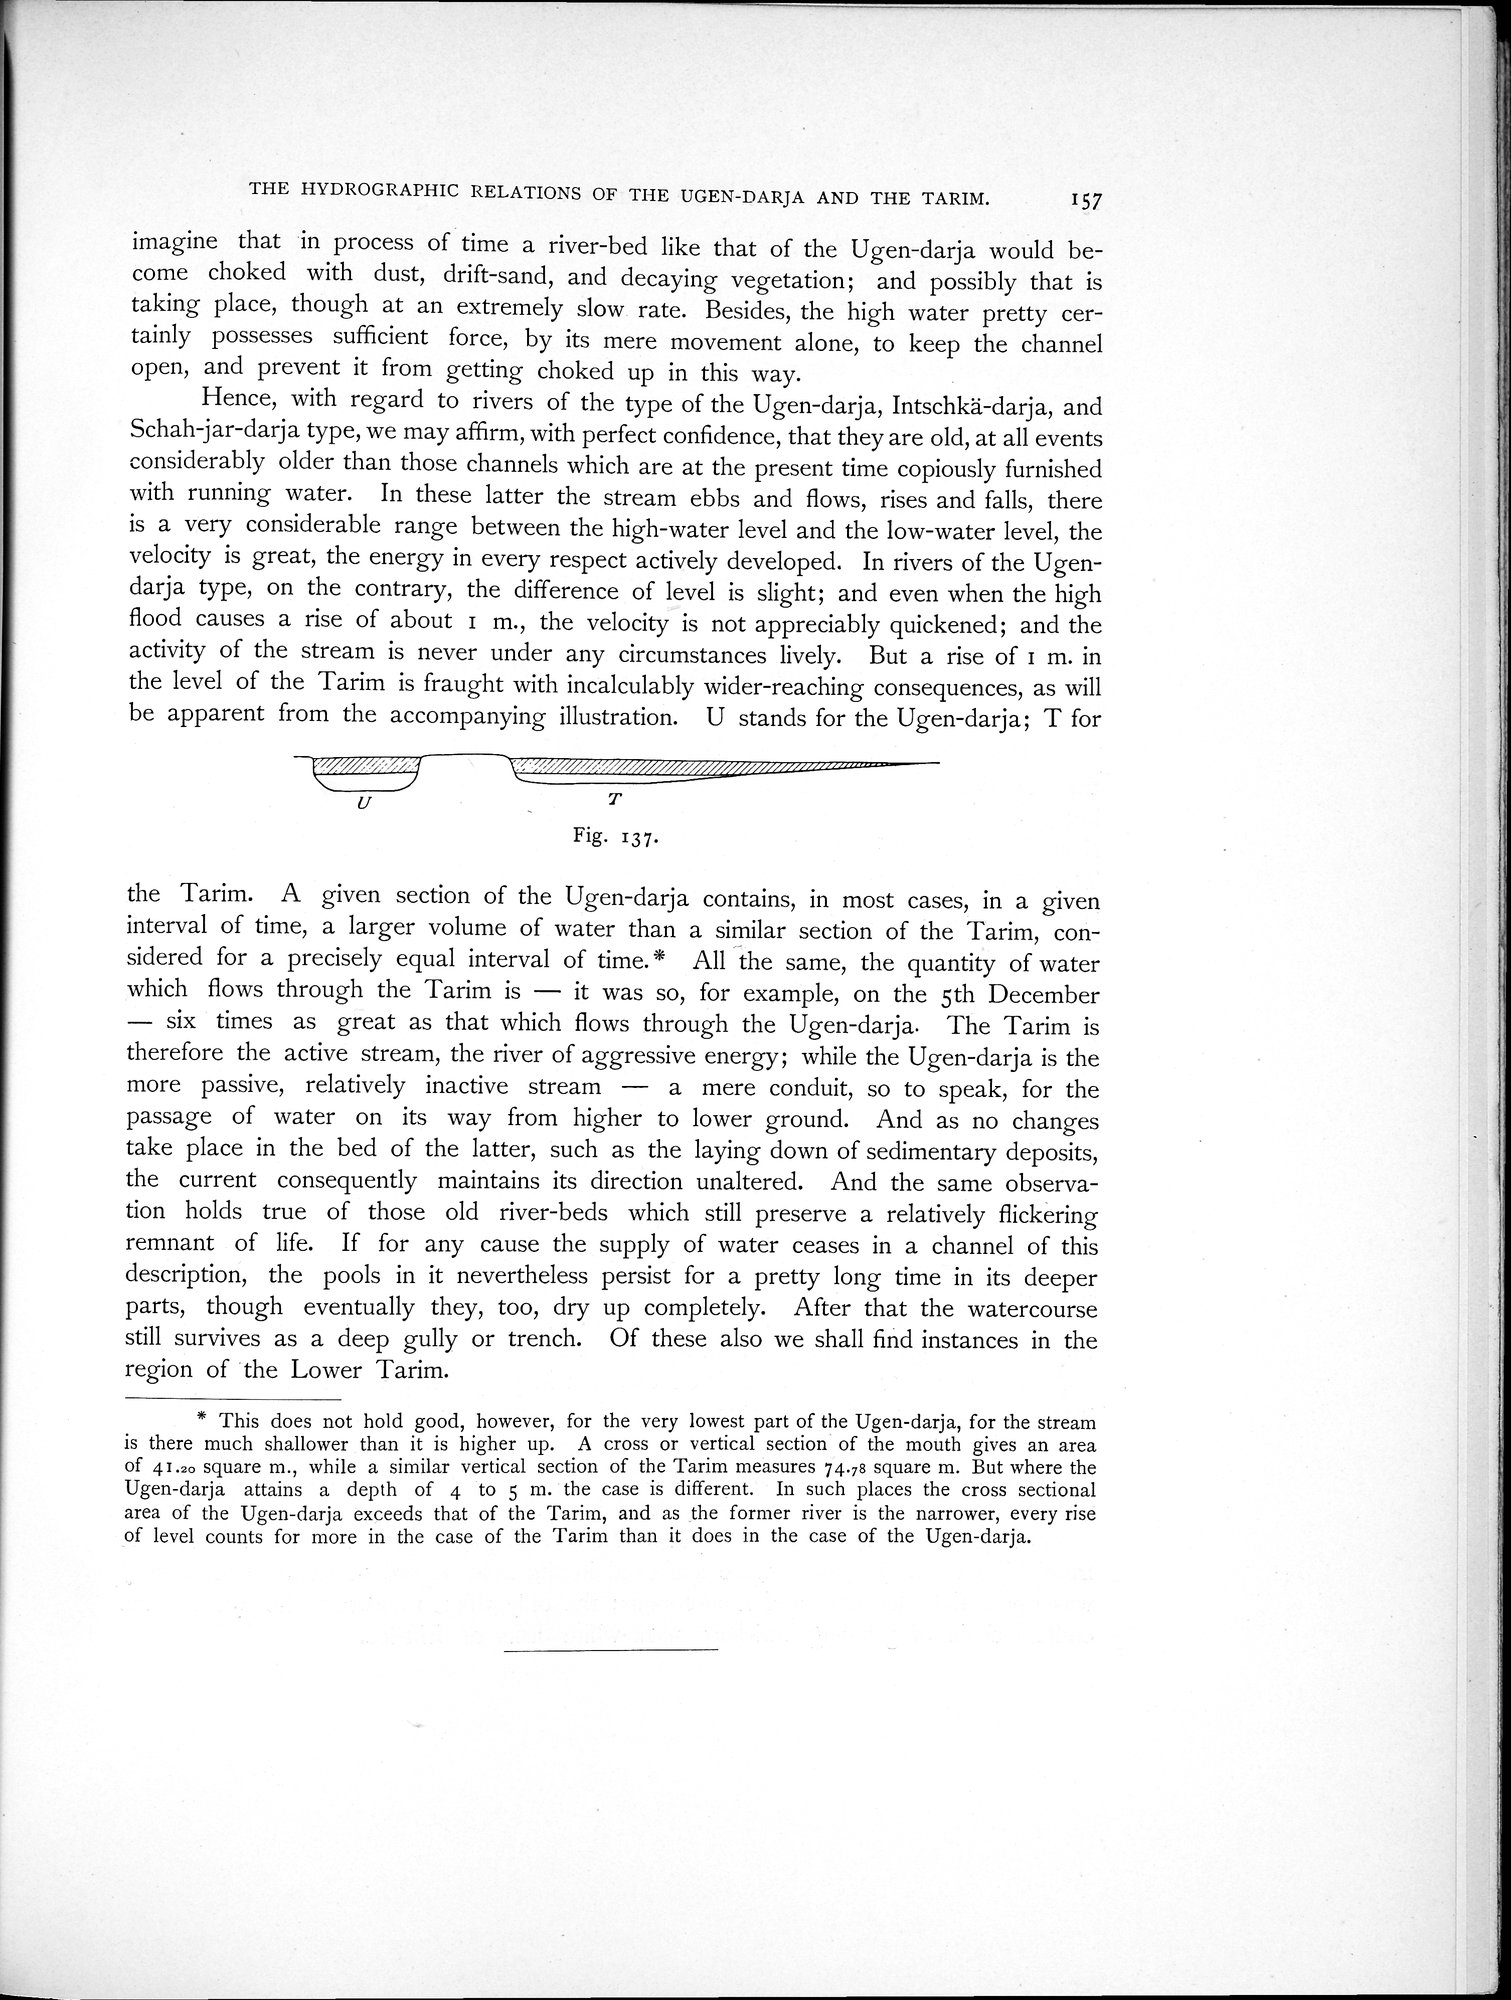 THE HYDROGRAPHIC RELATIONS OF THE UGEN-DARJA AND THE TARIM. 157
imagine that in process of time a river-bed like that of the Ugen-darja would be-
come choked with dust, drift-sand, and decaying vegetation; and possibly that is
taking place, though at an extremely slow rate. Besides, the high water pretty cer-
tainly possesses sufficient force, by its mere movement alone, to keep the channel
open, and prevent it from getting choked up in this way.
Hence, with regard to rivers of the type of the Ugen-darja, Intschkä-darja, and
Schah-jar-darja type, we may affirm, with perfect confidence, that they are old, at all events
considerably older than those channels which are at the present time copiously furnished
with running water. In these latter the stream ebbs and flows, rises and falls, there
is a very considerable range between the high-water level and the low-water level, the
velocity is great, the energy in every respect actively developed. In rivers of the Ugen-
darja type, on the contrary, the difference of level is slight; and even when the high
flood causes a rise of about 1 m., the velocity is not appreciably quickened; and the
activity of the stream is never under any circumstances lively. But a rise of 1 m. in
the level of the Tarim is fraught with incalculably wider-reaching consequences, as will
be apparent from the accompanying illustration. U stands for the Ugen-darja; T for
U T
Fig. 137.
the Tarim. A given section of the Ugen-darja contains, in most cases, in a given
interval of time, a larger volume of water than a similar section of the Tarim, con-
sidered for a precisely equal interval of time.* All the same, the quantity of water
which flows through the Tarim is — it was so, for example, on the 5th December
— six times as great as that which flows through the Ugen-darja. The Tarim is
therefore the active stream, the river of aggressive energy; while the Ugen-darja is the
more passive, relatively inactive stream — a mere conduit, so to speak, for the
passage of water on its way from higher to lower ground. And as no changes
take place in the bed of the latter, such as the laying down of sedimentary deposits,
the current consequently maintains its direction unaltered. And the same observa-
tion holds true of those old river-beds which still preserve a relatively flickering
remnant of life. If for any cause the supply of water ceases in a channel of this
description, the pools in it nevertheless persist for a pretty long time in its deeper
parts, though eventually they, too, dry up completely. After that the watercourse
still survives as a deep gully or trench. Of these also we shall find instances in the
region of the Lower Tarim.
* This does not hold good, however, for the very lowest part of the Ugen-darja, for the stream
is there much shallower than it is higher up. A cross or vertical section of the mouth gives an area
of 41.20 square m., while a similar vertical section of the Tarim measures 74.78 square m. But where the
Ugen-darja attains a depth of 4 to 5 m. the case is different. In such places the cross sectional
area of the Ugen-darja exceeds that of the Tarim, and as the former river is the narrower, every rise
of level counts for more in the case of the Tarim than it does in the case of the Ugen-darja.